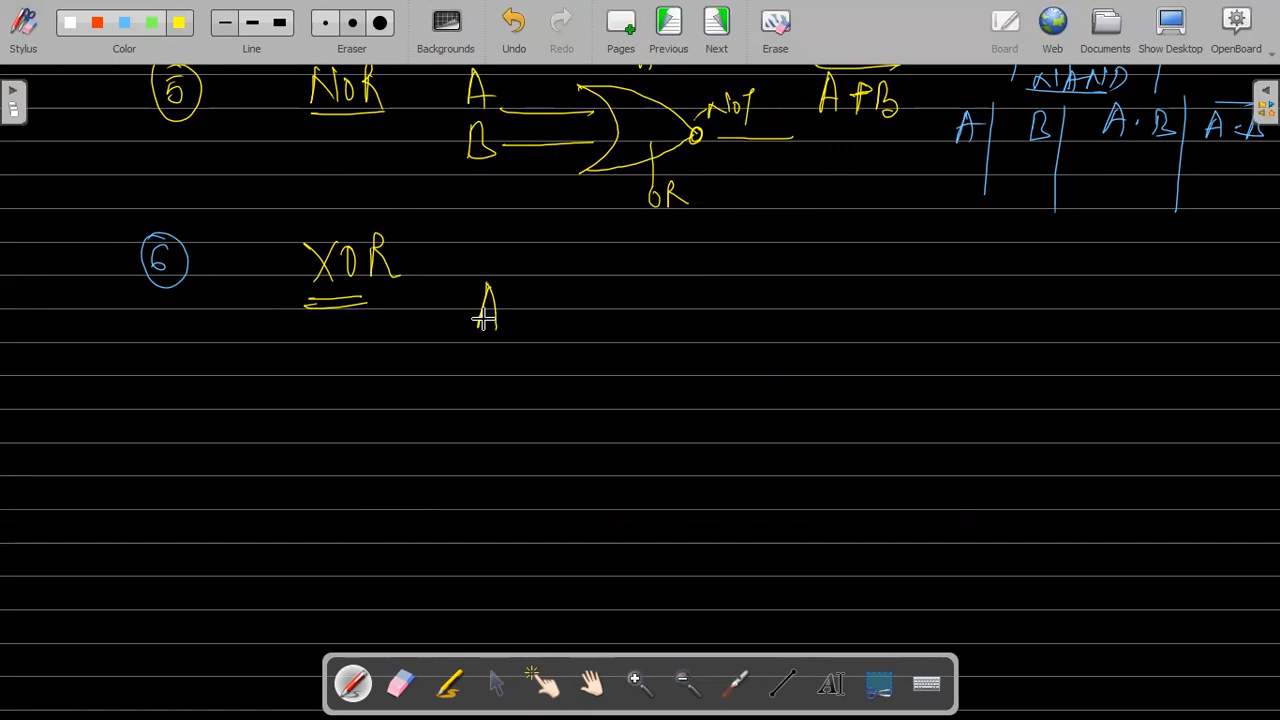 Stylus Color Line Eraser Backgrounds Undo Redo Pages Previous Next Erase Board Web Documents Show Desktop OpenBoard
5 NOR A NOT A+B NAND
B A B A.B A.B
OR
6 XOR
A